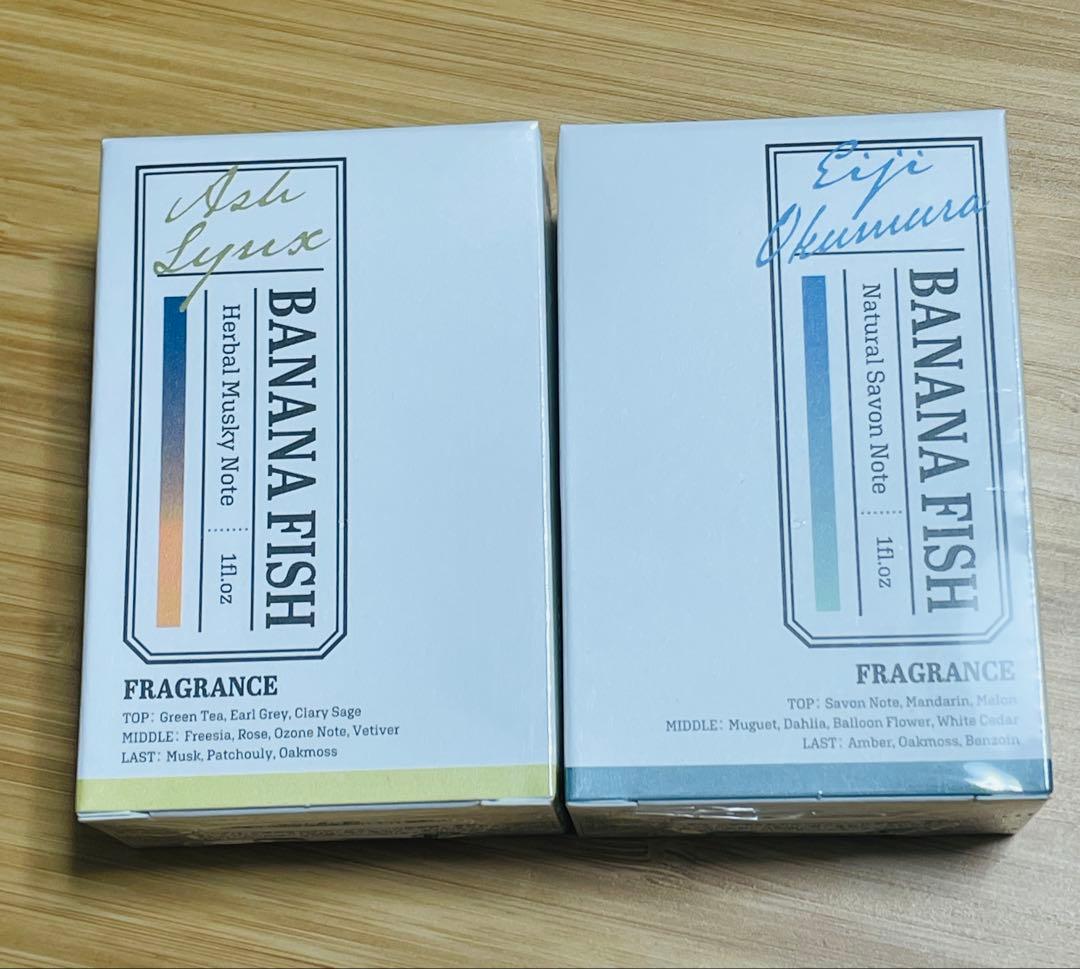 Ash
Lynx
BANANA FISH
Herbal Musky Note
1fl.oz
FRAGRANCE
TOP: Green Tea, Earl Grey, Clary Sage
MIDDLE: Freesia, Rose, Ozone Note, Vetiver
LAST: Musk, Patchouly, Oakmoss
Eiji
Okumura
BANANA FISH
Natural Savon Note
1fl.oz
FRAGRANCE
TOP: Savon Note, Mandarin, Melon
MIDDLE: Muguet, Dahlia, Balloon Flower, White Cedar
LAST: Amber, Oakmoss, Benzoin